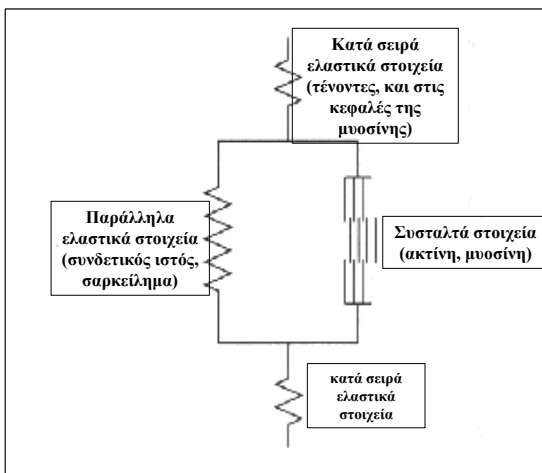 Κατά σειρά
ελαστικά στοιχεία
(τένοντες, και στις
κεφαλές της
μυοσίνης)
Παράλληλα
ελαστικά στοιχεία
(συνδετικός ιστός,
σαρκείλημα)
Συσταλτά στοιχεία
(ακτίνη, μυοσίνη)
κατά σειρά
ελαστικά
στοιχεία